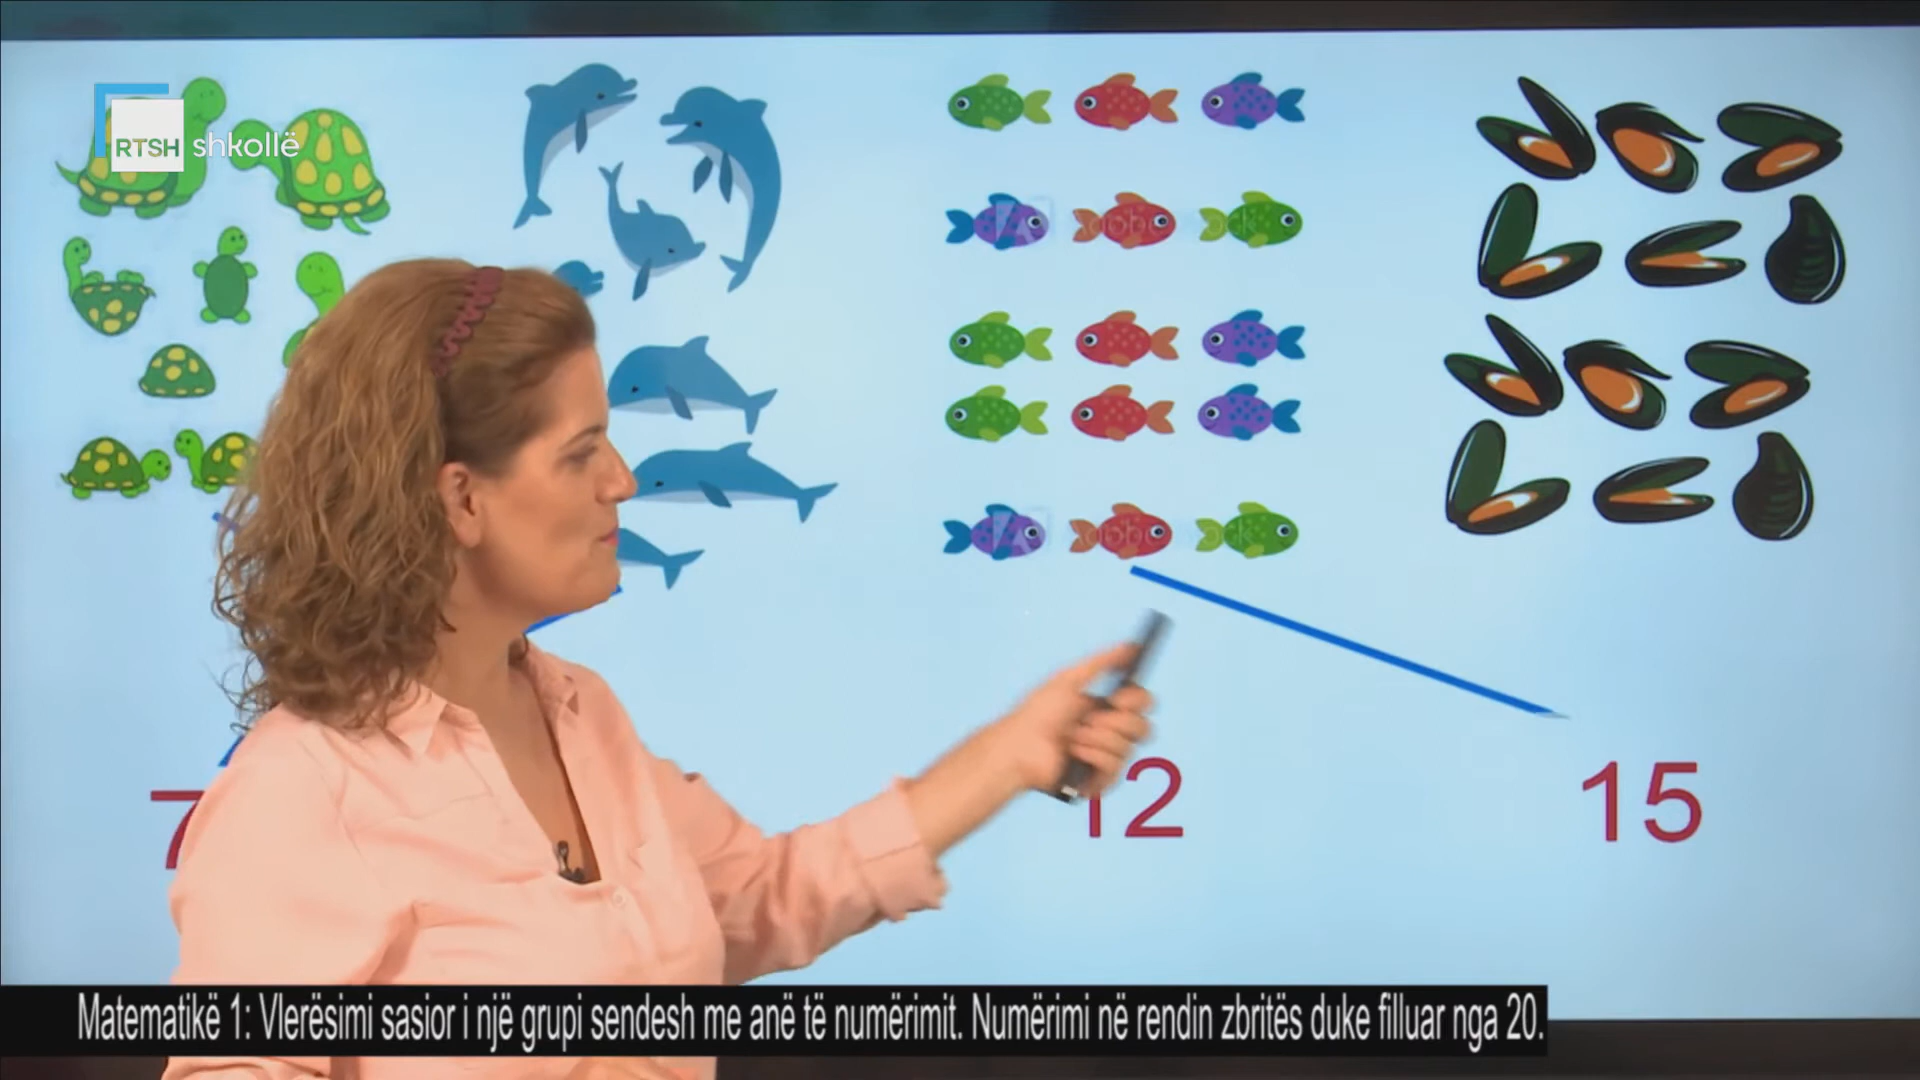 RTSH shkollë
7
12
15
Matematikë 1: Vlerësimi sasior i një grupi sendesh me anë të numërimit. Numërimi në rendin zbritës duke filluar nga 20.